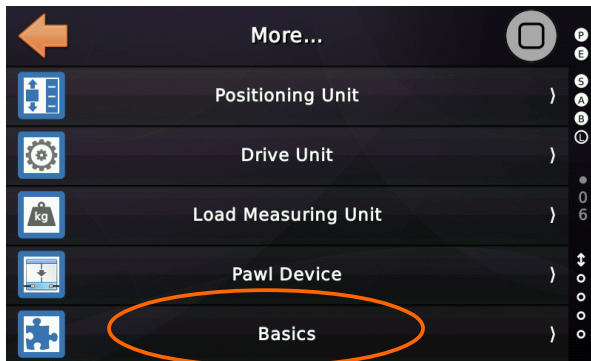 More...
Positioning Unit
Drive Unit
Load Measuring Unit
kg
Pawl Device
Basics
P
E
S
A
B
L
0
6